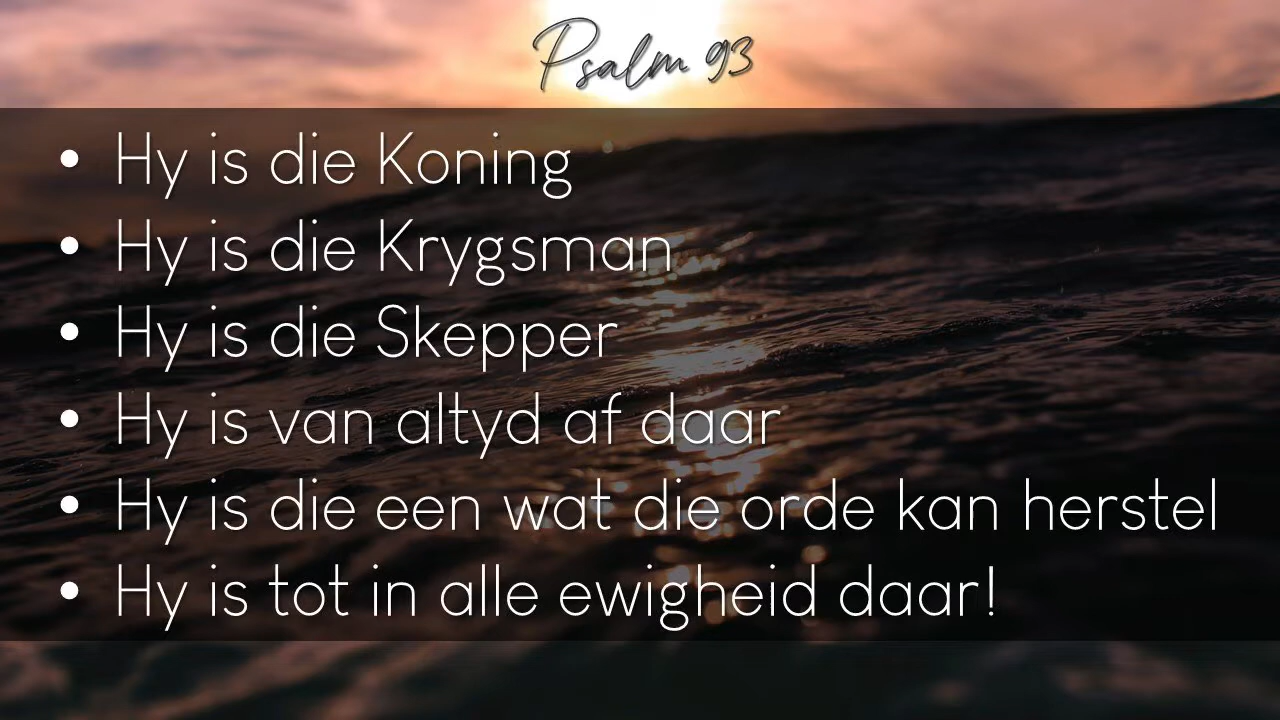 Psalm 93
• Hy is die Koning
• Hy is die Krygsman
• Hy is die Skepper
• Hy is van altyd af daar
• Hy is die een wat die orde kan herstel
• Hy is tot in alle ewigheid daar!